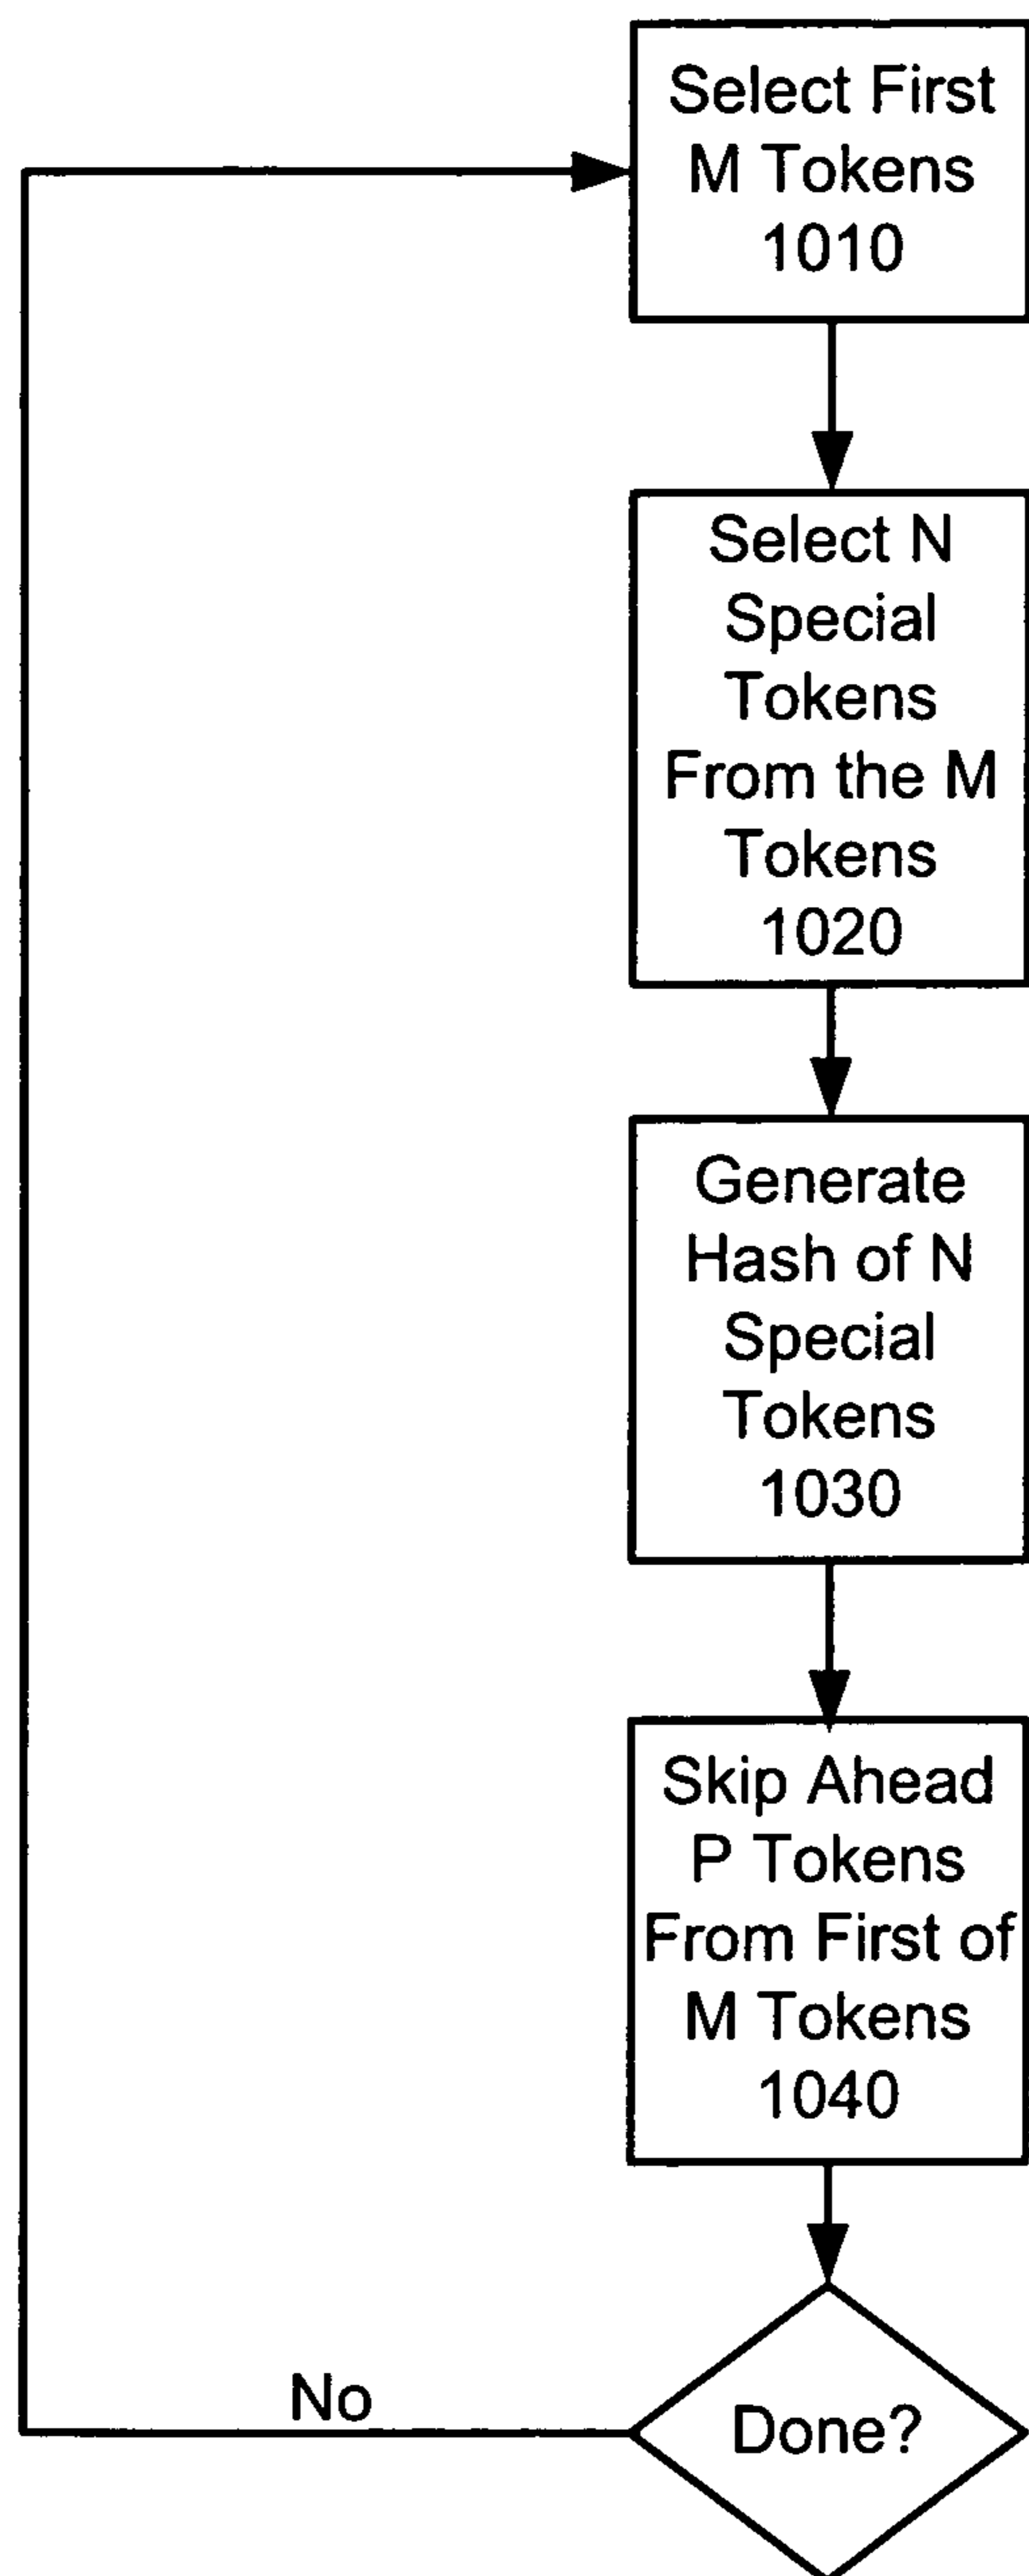 Select First
M Tokens
1010
Select N
Special
Tokens
From the M
Tokens
1020
Generate
Hash of N
Special
Tokens
1030
Skip Ahead
P Tokens
From First of
M Tokens
1040
No
Done?